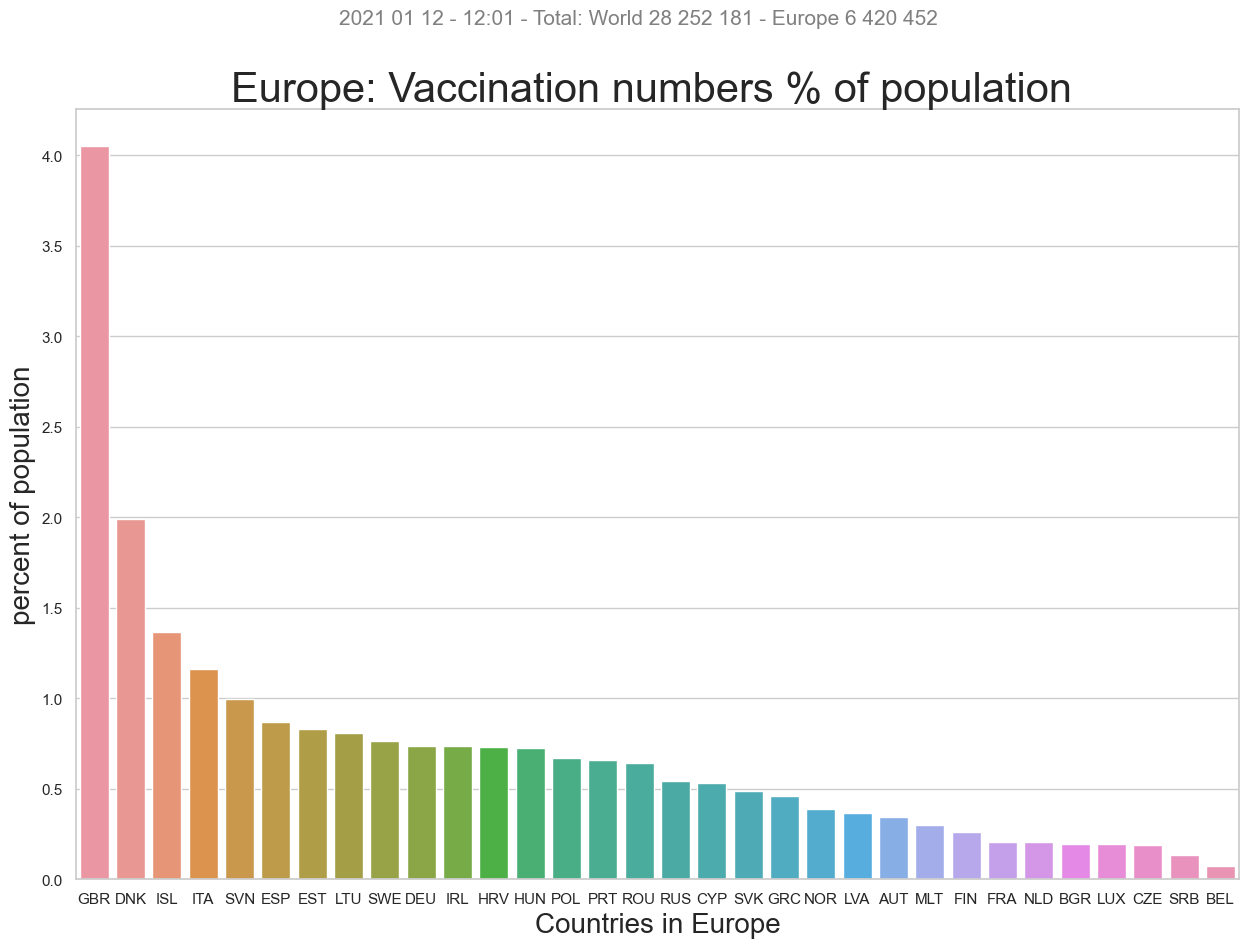 2021 01 12 - 12:01 - Total: World 28 252 181 - Europe 6 420 452
Europe: Vaccination numbers % of population
percent of population
4.0
3.5
3.0
2.5
2.0
1.5
1.0
0.5
0.0
GBR DNK ISL ITA SVN ESP EST LTU SWE DEU IRL HRV HUN POL PRT ROU RUS CYP SVK GRC NOR LVA AUT MLT FIN FRA NLD BGR LUX CZE SRB BEL
Countries in Europe